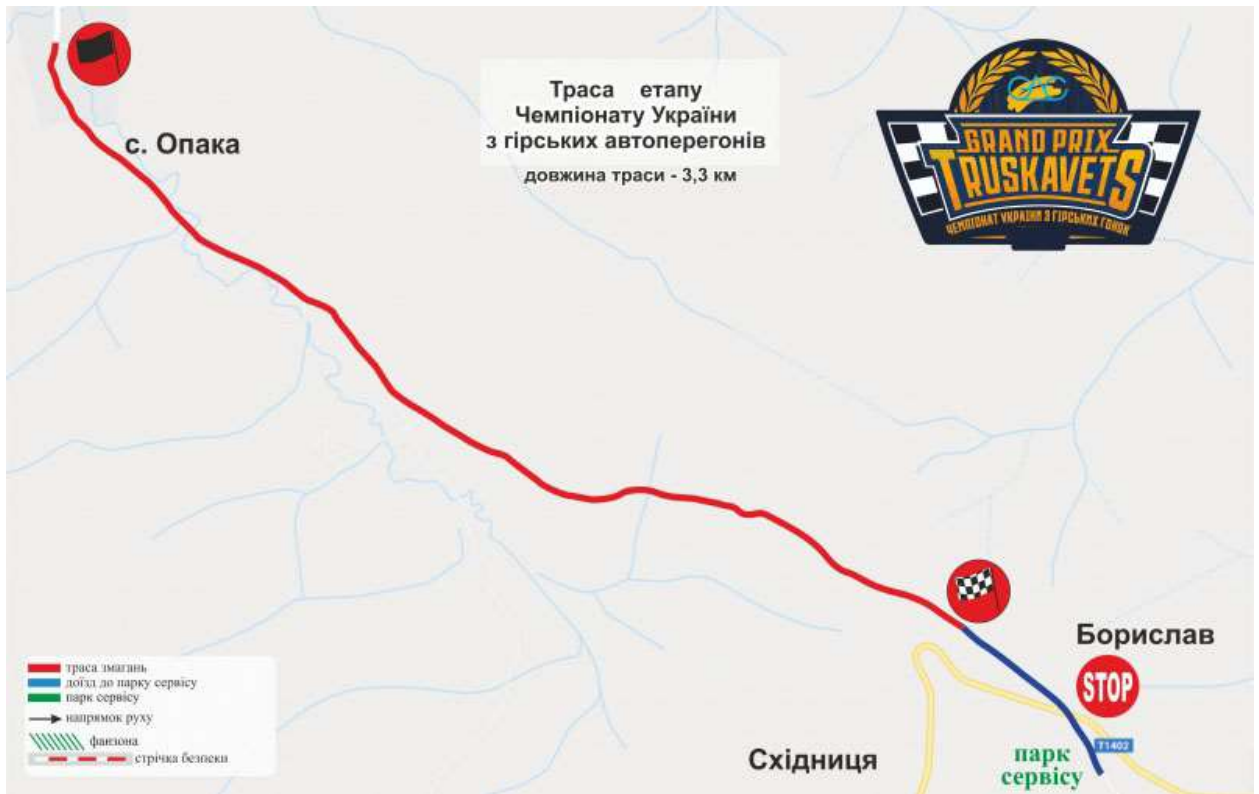 Траса етапу
Чемпіонату України
з гірських автоперегонів
довжина траси - 3,3 км
GRAND PRIX
TRUSKAVETS
ЧЕМПІОНАТ УКРАЇНИ З ГІРСЬКИХ ГОНОК
с. Опака
Борислав
STOP
T1402
Східниця
парк
сервісу
траса змагань
доїзд до парку сервісу
парк сервісу
напрямок руху
фанзона
стрічка безпеки